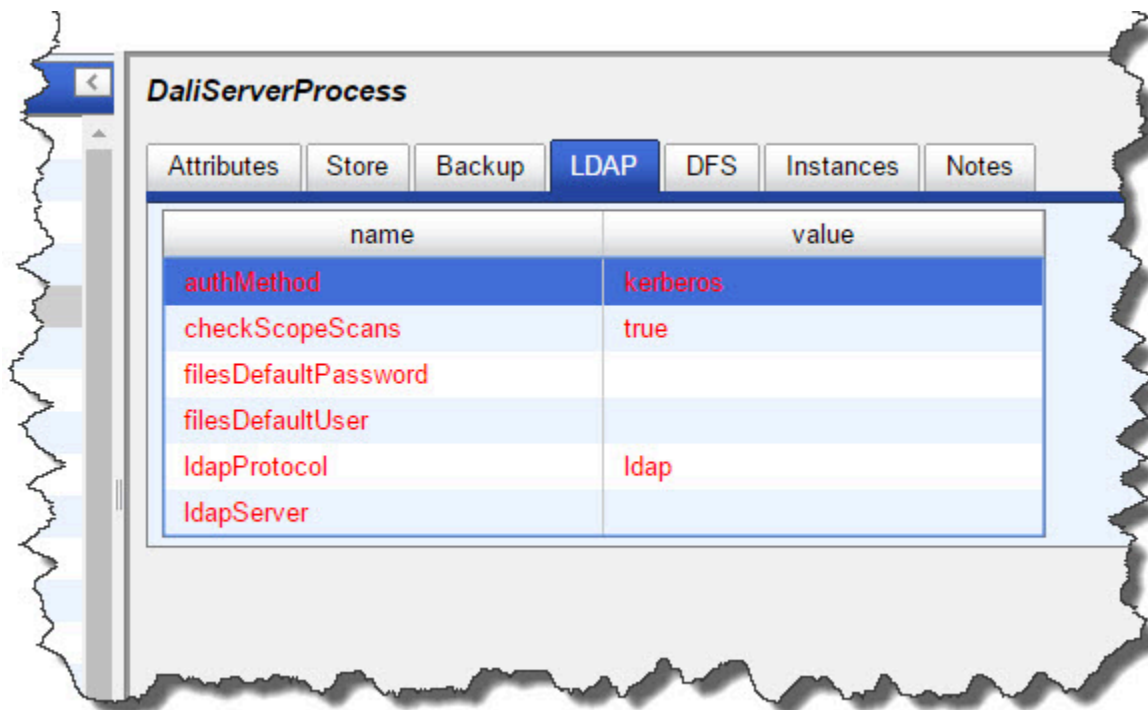 DaliServerProcess
Attributes Store Backup LDAP DFS Instances Notes
name value
authMethod kerberos
checkScopeScans true
filesDefaultPassword
filesDefaultUser
ldapProtocol ldap
ldapServer